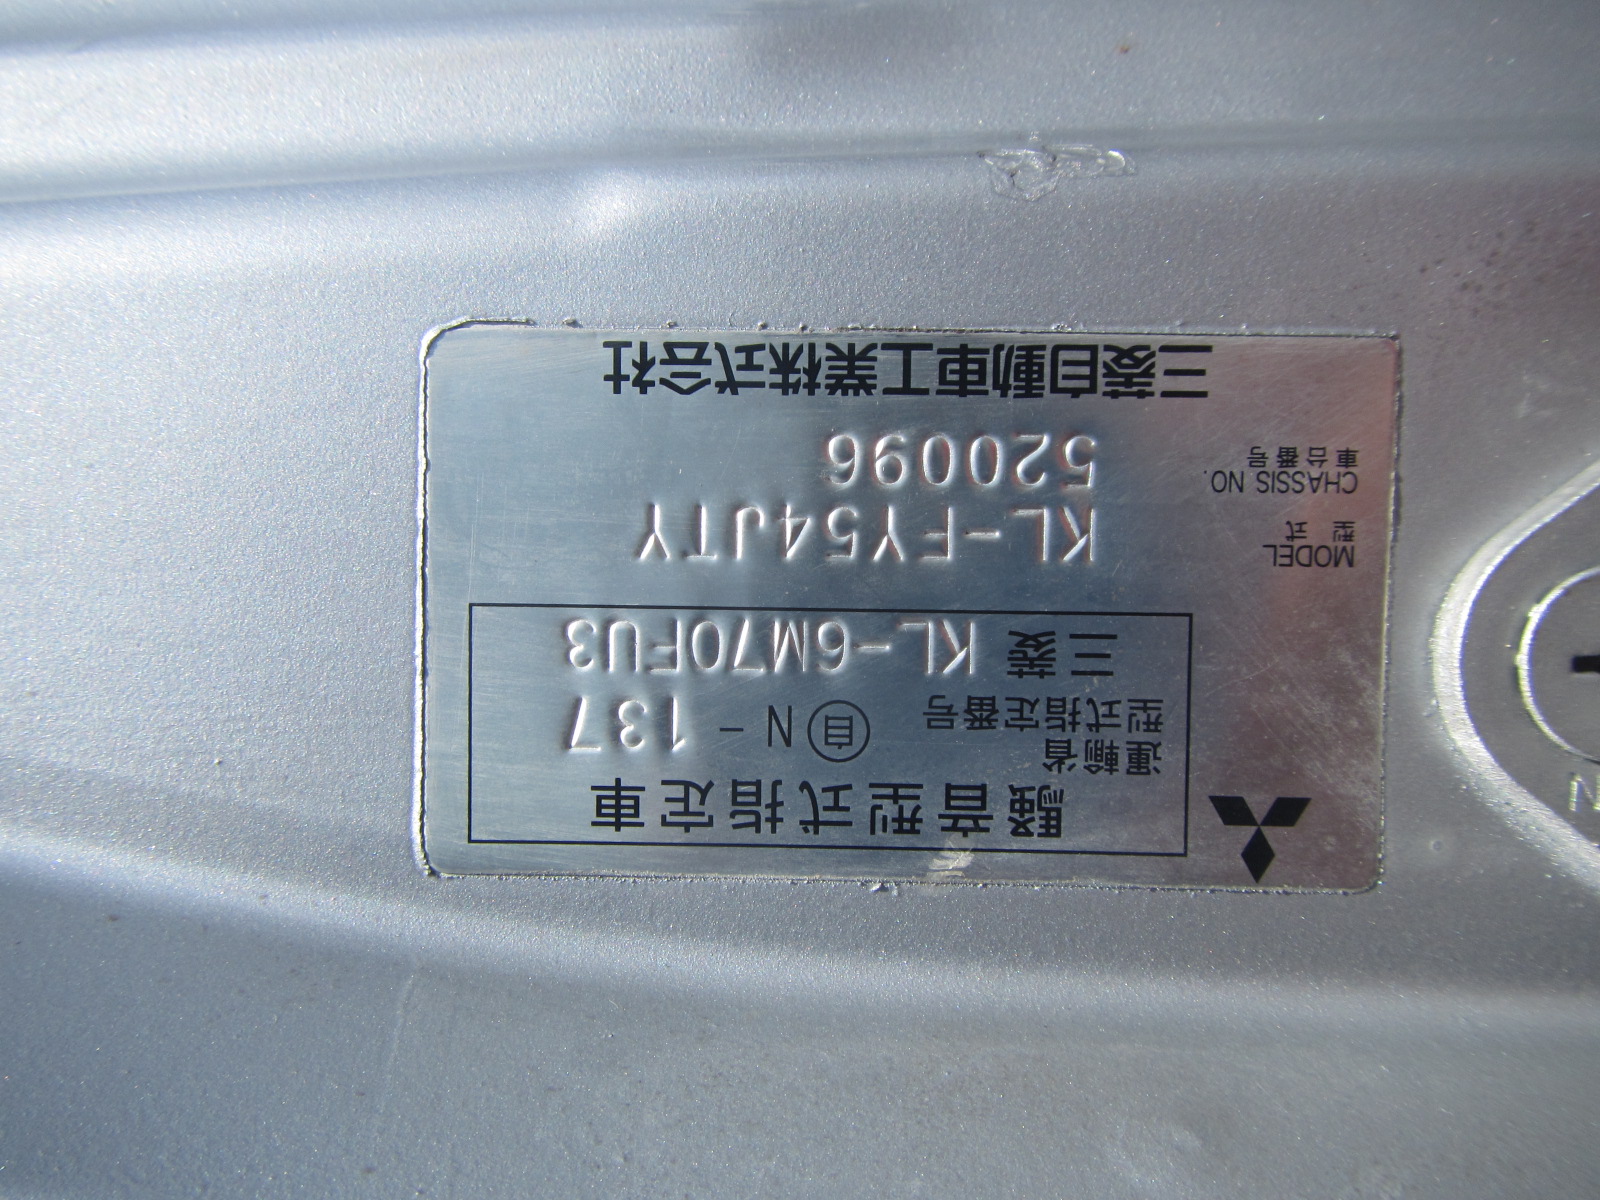 騒音型式指定車
運輸省
型式指定番号 自 N - 137
三菱 KL-6M70FU3
MODEL
型式 KL-FY54JTY
CHASSIS NO.
車台番号 520096
三菱自動車工業株式会社
N